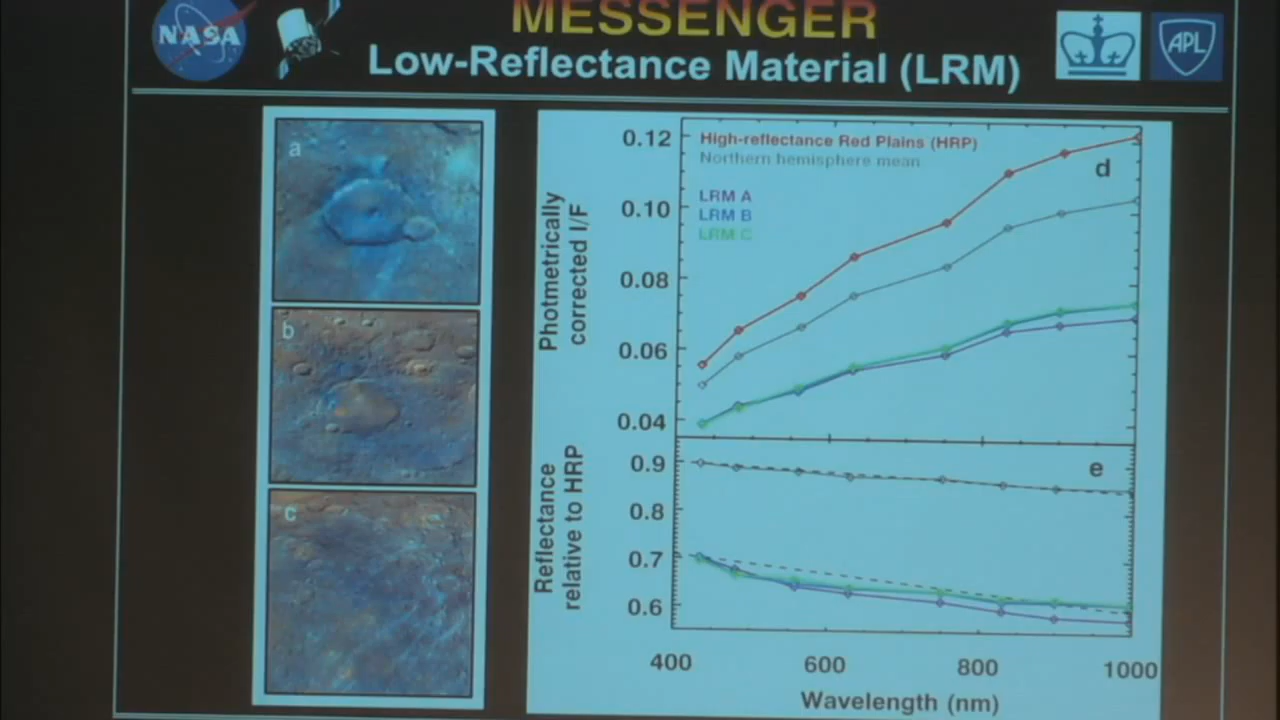 MESSENGER
NASA
Low-Reflectance Material (LRM)
APL
a
b
c
Photmetrically
corrected I/F
0.12
0.10
0.08
0.06
0.04
High-reflectance Red Plains (HRP)
Northern hemisphere mean
d
LRM A
LRM B
LRM C
Reflectance
relative to HRP
0.9
0.8
0.7
0.6
e
400
600
800
1000
Wavelength (nm)